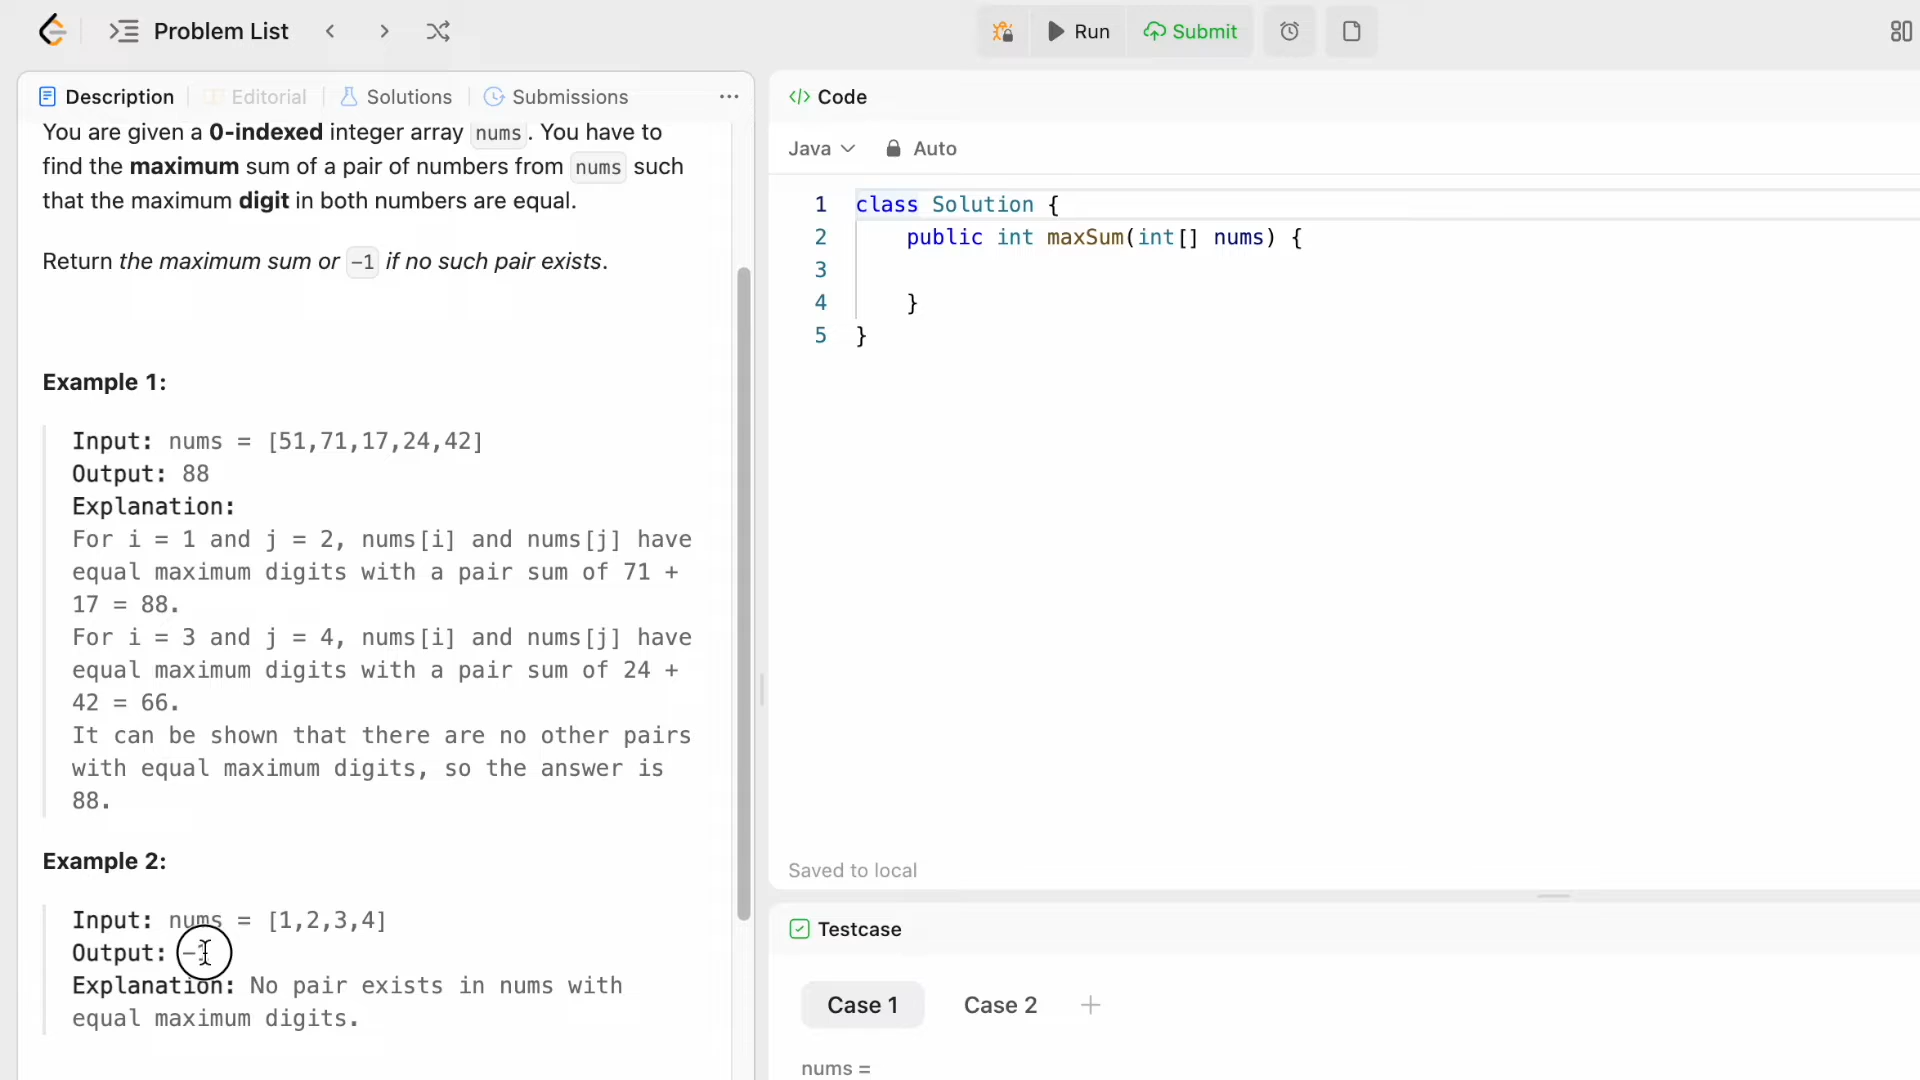 Problem List
Run
Submit
Description
Editorial
Solutions
Submissions
You are given a 0-indexed integer array nums. You have to
find the maximum sum of a pair of numbers from nums such
that the maximum digit in both numbers are equal.
Return the maximum sum or -1 if no such pair exists.
Example 1:
Input: nums = [51,71,17,24,42]
Output: 88
Explanation:
For i = 1 and j = 2, nums[i] and nums[j] have
equal maximum digits with a pair sum of 71 +
17 = 88.
For i = 3 and j = 4, nums[i] and nums[j] have
equal maximum digits with a pair sum of 24 +
42 = 66.
It can be shown that there are no other pairs
with equal maximum digits, so the answer is
88.
Example 2:
Input: nums = [1,2,3,4]
Output: -1
Explanation: No pair exists in nums with
equal maximum digits.
</> Code
Java
Auto
1 class Solution {
2 public int maxSum(int[] nums) {
3
4 }
5 }
Saved to local
Testcase
Case 1
Case 2
nums =